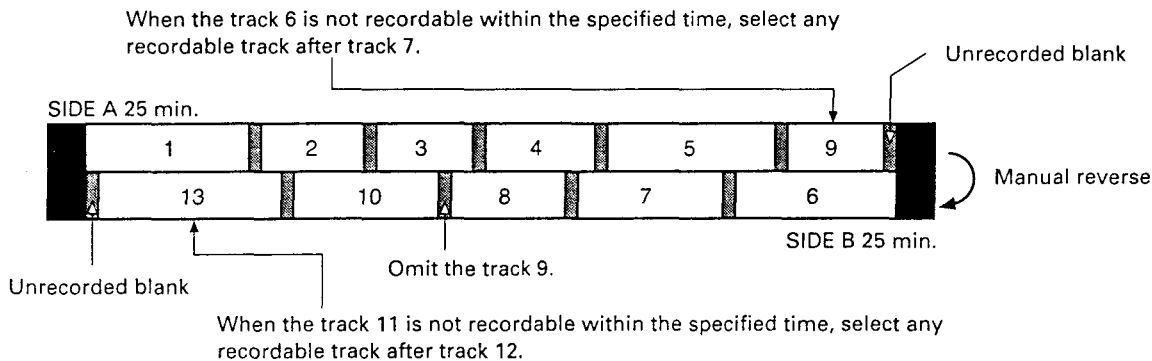 When the track 6 is not recordable within the specified time, select any
recordable track after track 7.
Unrecorded blank
SIDE A 25 min.
1 2 3 4 5 9
Manual reverse
13 10 8 7 6
SIDE B 25 min.
Omit the track 9.
Unrecorded blank
When the track 11 is not recordable within the specified time, select any
recordable track after track 12.